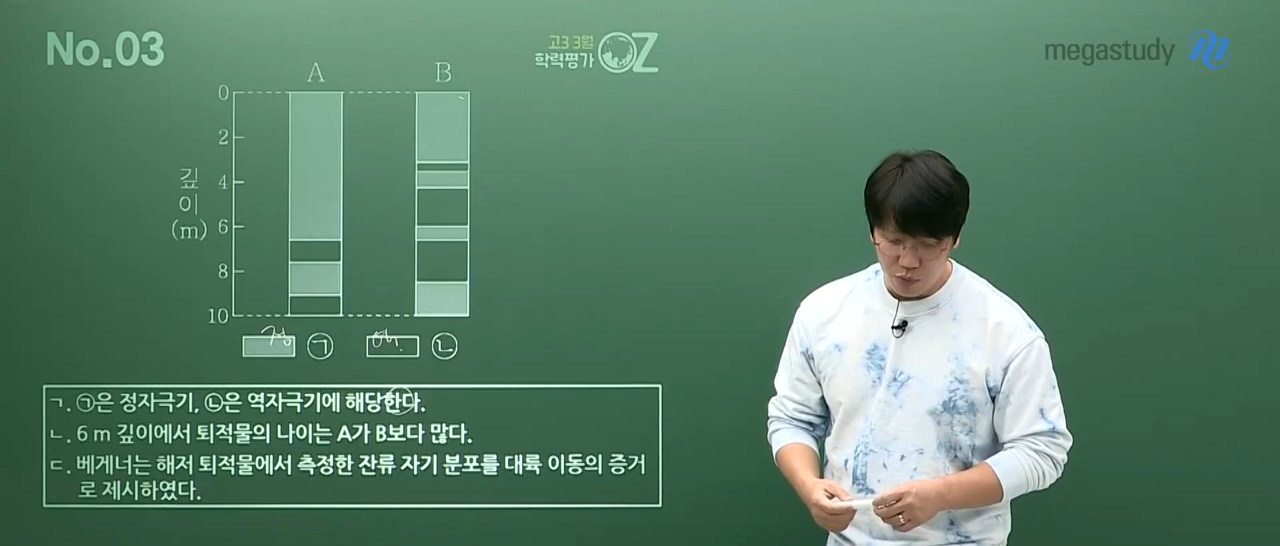 No.03
고3 3월
학력평가 OZ
megastudy
A B
0
2
4
6
8
10
깊이(m)
정 ㉠ 역. ㉡
ㄱ. ㉠은 정자극기, ㉡은 역자극기에 해당한다.
ㄴ. 6 m 깊이에서 퇴적물의 나이는 A가 B보다 많다.
ㄷ. 베게너는 해저 퇴적물에서 측정한 잔류 자기 분포를 대륙 이동의 증거
로 제시하였다.